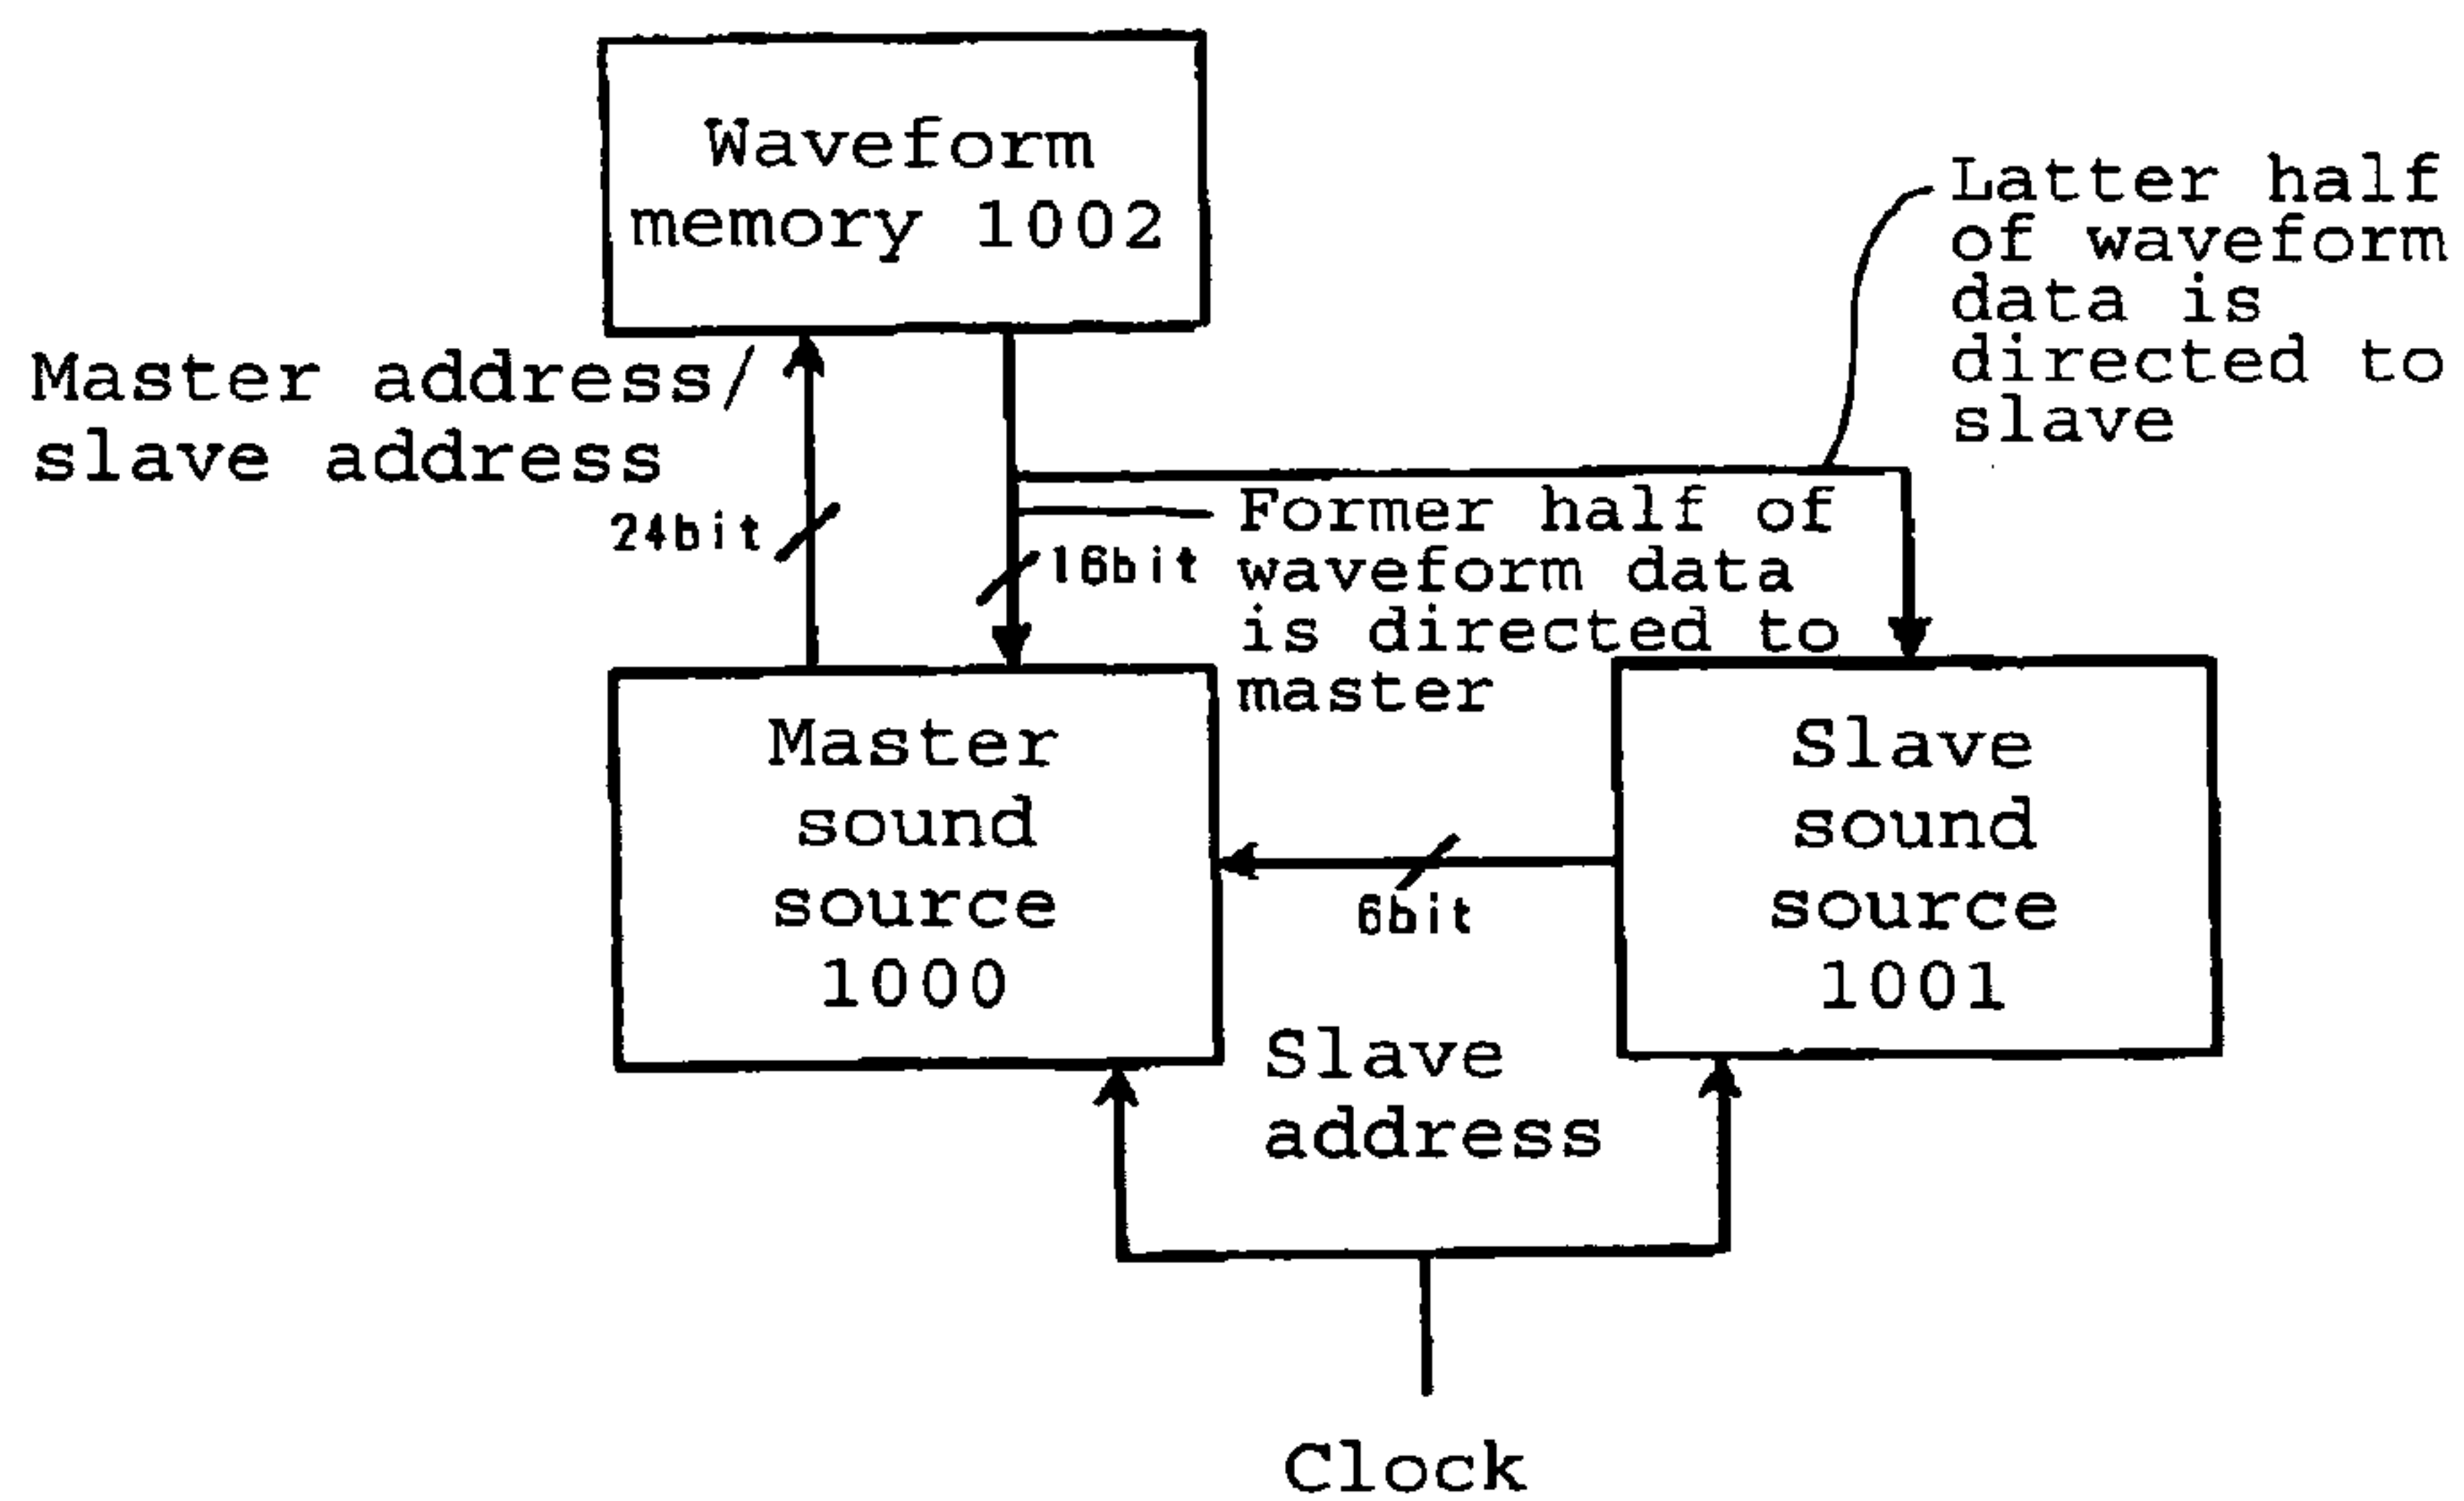 Waveform
memory 1002
Latter half
of waveform
data is
directed to
slave
Master address/
slave address
24bit
16bit
Former half of
waveform data
is directed to
master
Master
sound
source
1000
6bit
Slave
sound
source
1001
Slave
address
Clock